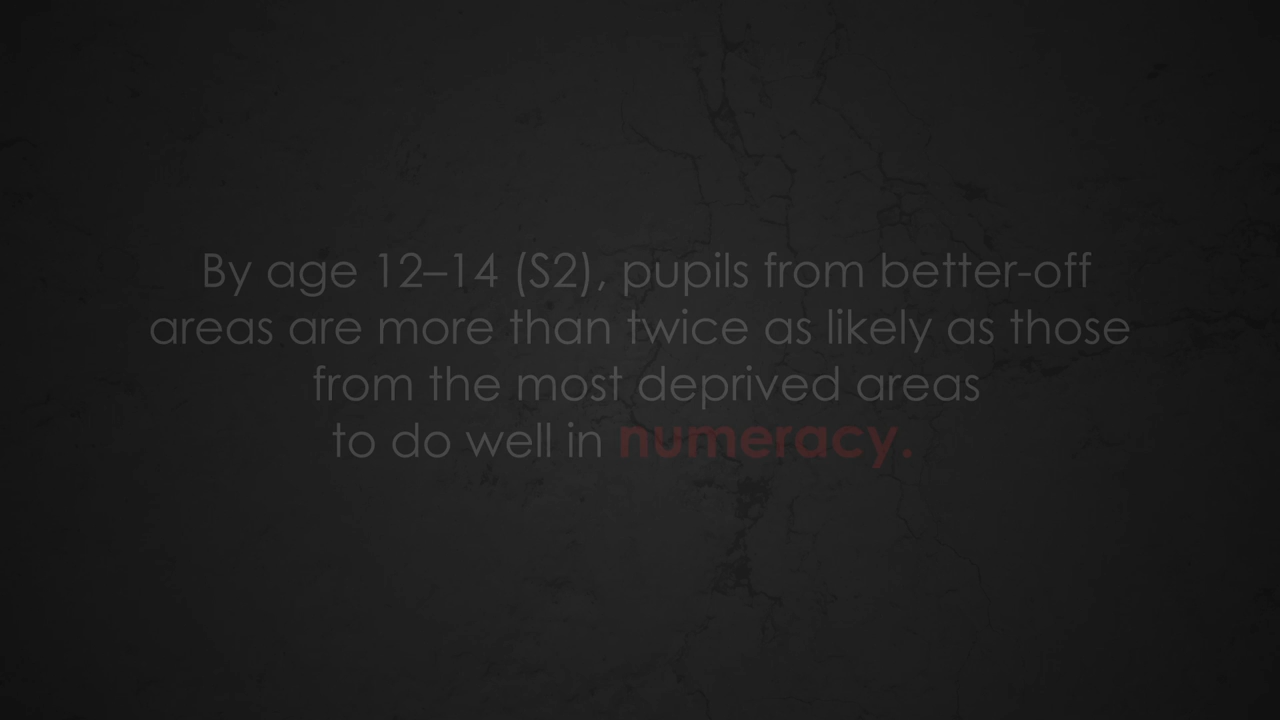 By age 12–14 (S2), pupils from better-off
areas are more than twice as likely as those
from the most deprived areas
to do well in numeracy.